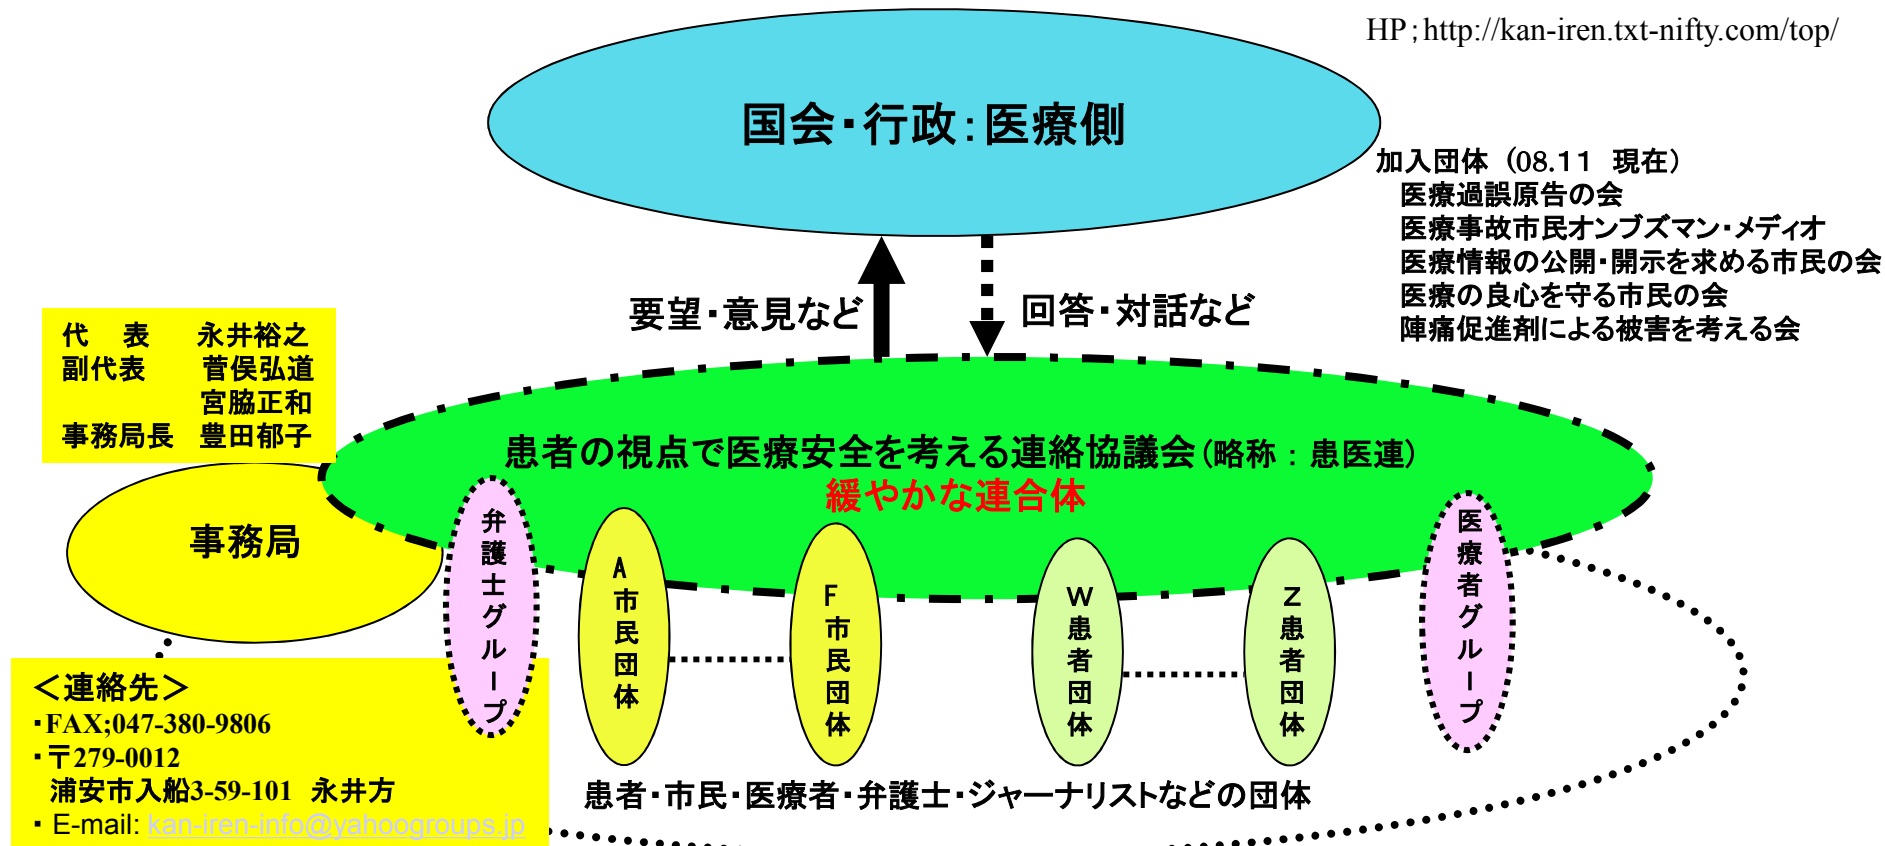 HP；http://kan-iren.txt-nifty.com/top/
国会・行政：医療側
加入団体（08.11　現在）
医療過誤原告の会
医療事故市民オンブズマン・メディオ
医療情報の公開・開示を求める市民の会
医療の良心を守る市民の会
陣痛促進剤による被害を考える会
要望・意見など
回答・対話など
代　表　永井裕之
副代表　菅俣弘道
宮脇正和
事務局長　豊田郁子
患者の視点で医療安全を考える連絡協議会（略称：患医連）
緩やかな連合体
事務局
弁護士グループ
A市民団体
F市民団体
W患者団体
Z患者団体
医療者グループ
＜連絡先＞
・FAX;047-380-9806
・〒279-0012
浦安市入船3-59-101　永井方
・E-mail: kan-iren-info@yahoogroups.jp
患者・市民・医療者・弁護士・ジャーナリストなどの団体